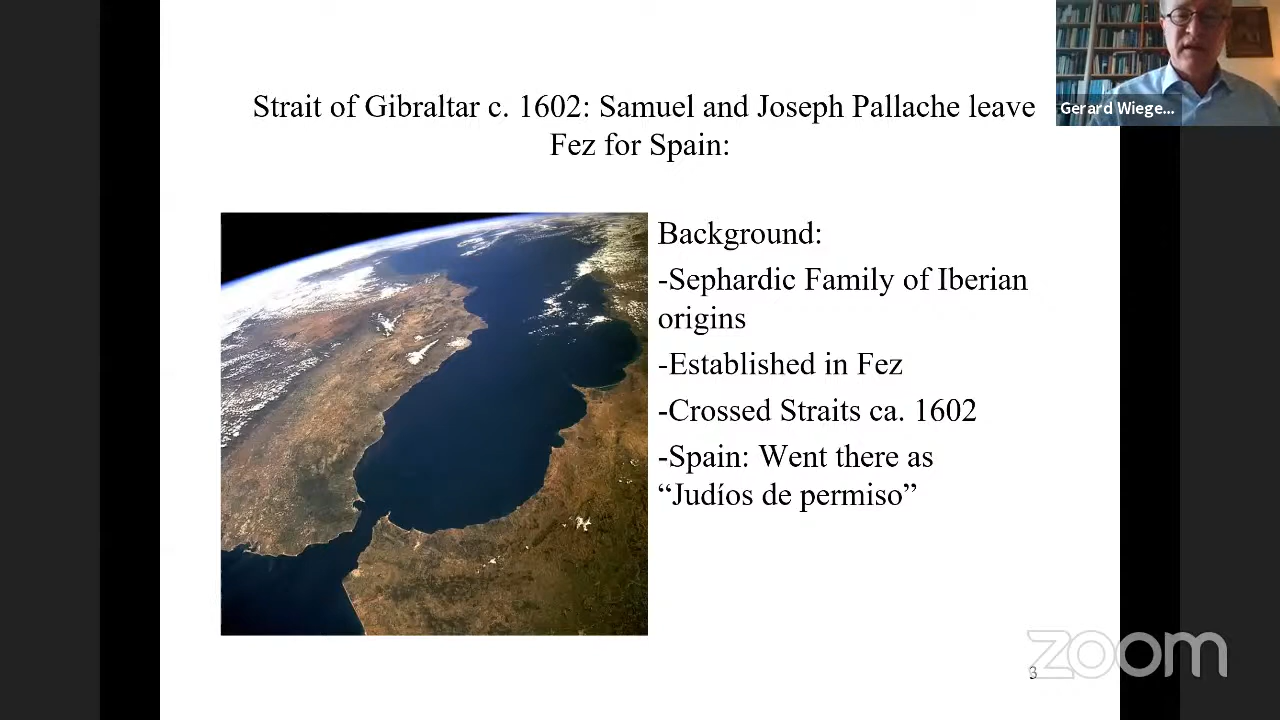 Strait of Gibraltar c. 1602: Samuel and Joseph Pallache leave
Fez for Spain:
Gerard Wiege...
Background:
-Sephardic Family of Iberian
origins
-Established in Fez
-Crossed Straits ca. 1602
-Spain: Went there as
“Judíos de permiso”
zoom
3